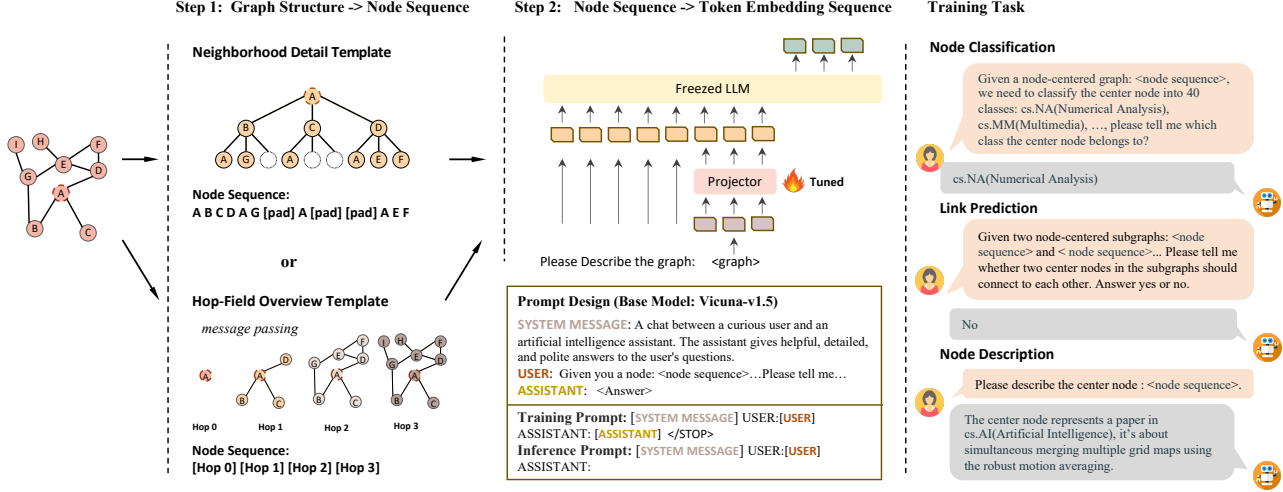 Step 1: Graph Structure -> Node Sequence
Step 2: Node Sequence -> Token Embedding Sequence
Training Task
I
H
F
E
D
G
A
B
C
Neighborhood Detail Template
A
B
C
D
A
G
A
A
E
F
Node Sequence:
A B C D A G [pad] A [pad] [pad] A E F
or
Hop-Field Overview Template
message passing
A
D
A
B
C
F
G
E
D
A
B
C
I
H
F
E
D
G
A
B
C
Hop 0
Hop 1
Hop 2
Hop 3
Node Sequence:
[Hop 0] [Hop 1] [Hop 2] [Hop 3]
Freezed LLM
Projector
Tuned
Please Describe the graph: <graph>
Prompt Design (Base Model: Vicuna-v1.5)
SYSTEM MESSAGE: A chat between a curious user and an
artificial intelligence assistant. The assistant gives helpful, detailed,
and polite answers to the user's questions.
USER: Given you a node: <node sequence>…Please tell me…
ASSISTANT: <Answer>
Training Prompt: [SYSTEM MESSAGE] USER:[USER]
ASSISTANT: [ASSISTANT] </STOP>
Inference Prompt: [SYSTEM MESSAGE] USER:[USER]
ASSISTANT:
Node Classification
Given a node-centered graph: <node sequence>,
we need to classify the center node into 40
classes: cs.NA(Numerical Analysis),
cs.MM(Multimedia), …, please tell me which
class the center node belongs to?
cs.NA(Numerical Analysis)
Link Prediction
Given two node-centered subgraphs: <node
sequence> and < node sequence>... Please tell me
whether two center nodes in the subgraphs should
connect to each other. Answer yes or no.
No
Node Description
Please describe the center node : <node sequence>.
The center node represents a paper in
cs.AI(Artificial Intelligence), it's about
simultaneous merging multiple grid maps using
the robust motion averaging.